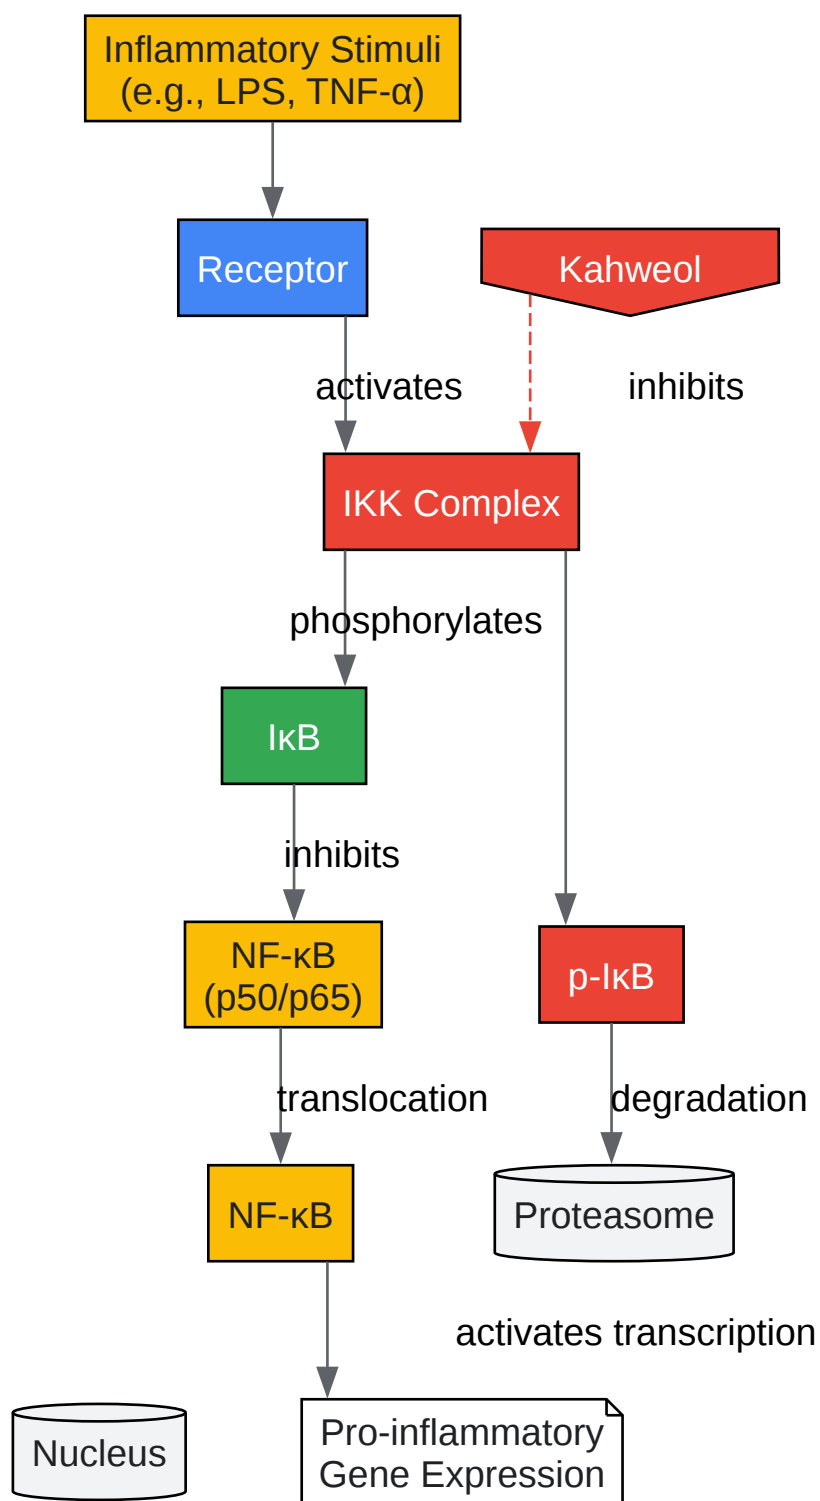 Inflammatory Stimuli
(e.g., LPS, TNF-α)
Receptor
Kahweol
activates
inhibits
IKK Complex
phosphorylates
IκB
inhibits
NF-κB
(p50/p65)
p-IκB
translocation
degradation
NF-κB
Proteasome
activates transcription
Nucleus
Pro-inflammatory
Gene Expression